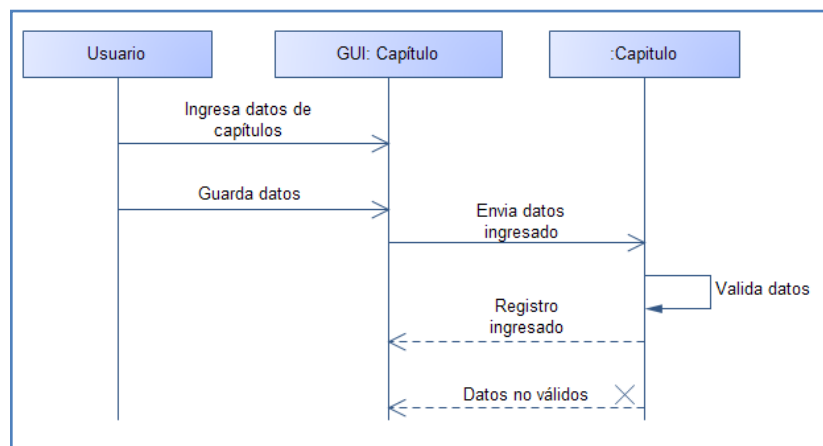 Usuario
GUI: Capítulo
:Capitulo
Ingresa datos de
capítulos
Guarda datos
Envia datos
ingresado
Valida datos
Registro
ingresado
Datos no válidos